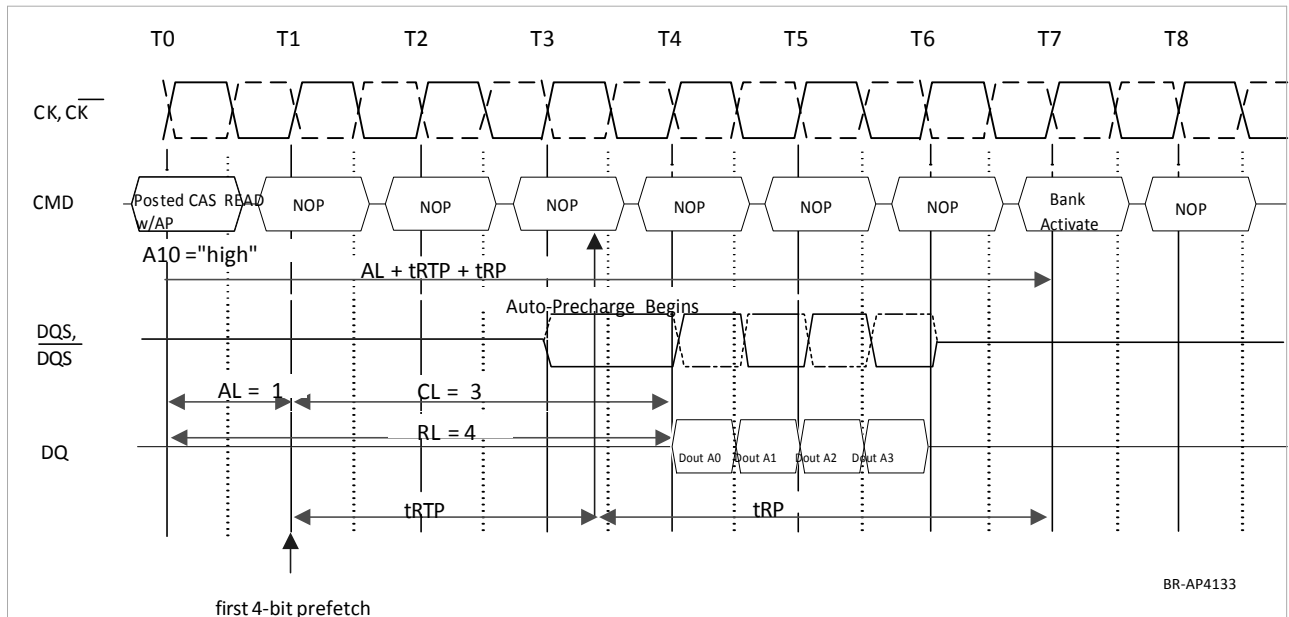 T0 T1 T2 T3 T4 T5 T6 T7 T8
CK, CK
CMD
Posted CAS READ
w/AP
NOP NOP NOP NOP NOP NOP
Bank
Activate
NOP
A10 ="high"
AL + tRTP + tRP
Auto-Precharge Begins
DQS,
DQS
AL = 1
CL = 3
RL = 4
DQ
Dout A0 Dout A1 Dout A2 Dout A3
tRTP
tRP
first 4-bit prefetch
BR-AP4133